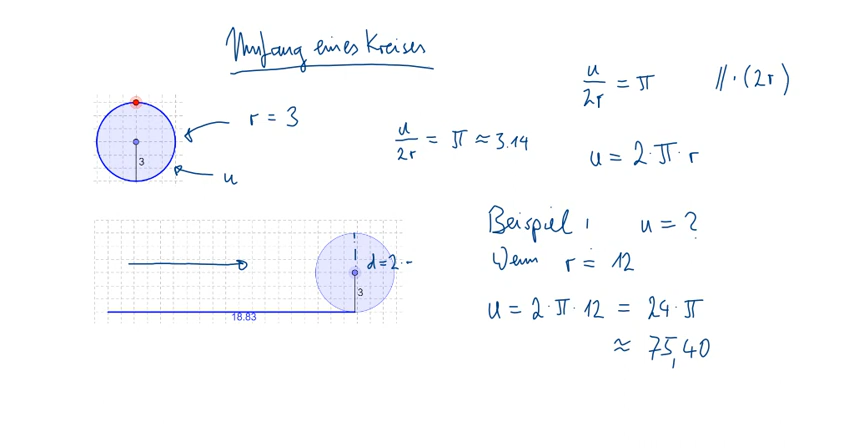 Umfang eines Kreises
r = 3
3
u
u/2r = π ≈ 3.14
d=2·r
3
18.83
u/2r = π //·(2r)
u = 2·π·r
Beispiel: u = ?
Wenn r = 12
u = 2·π·12 = 24·π
≈ 75,40